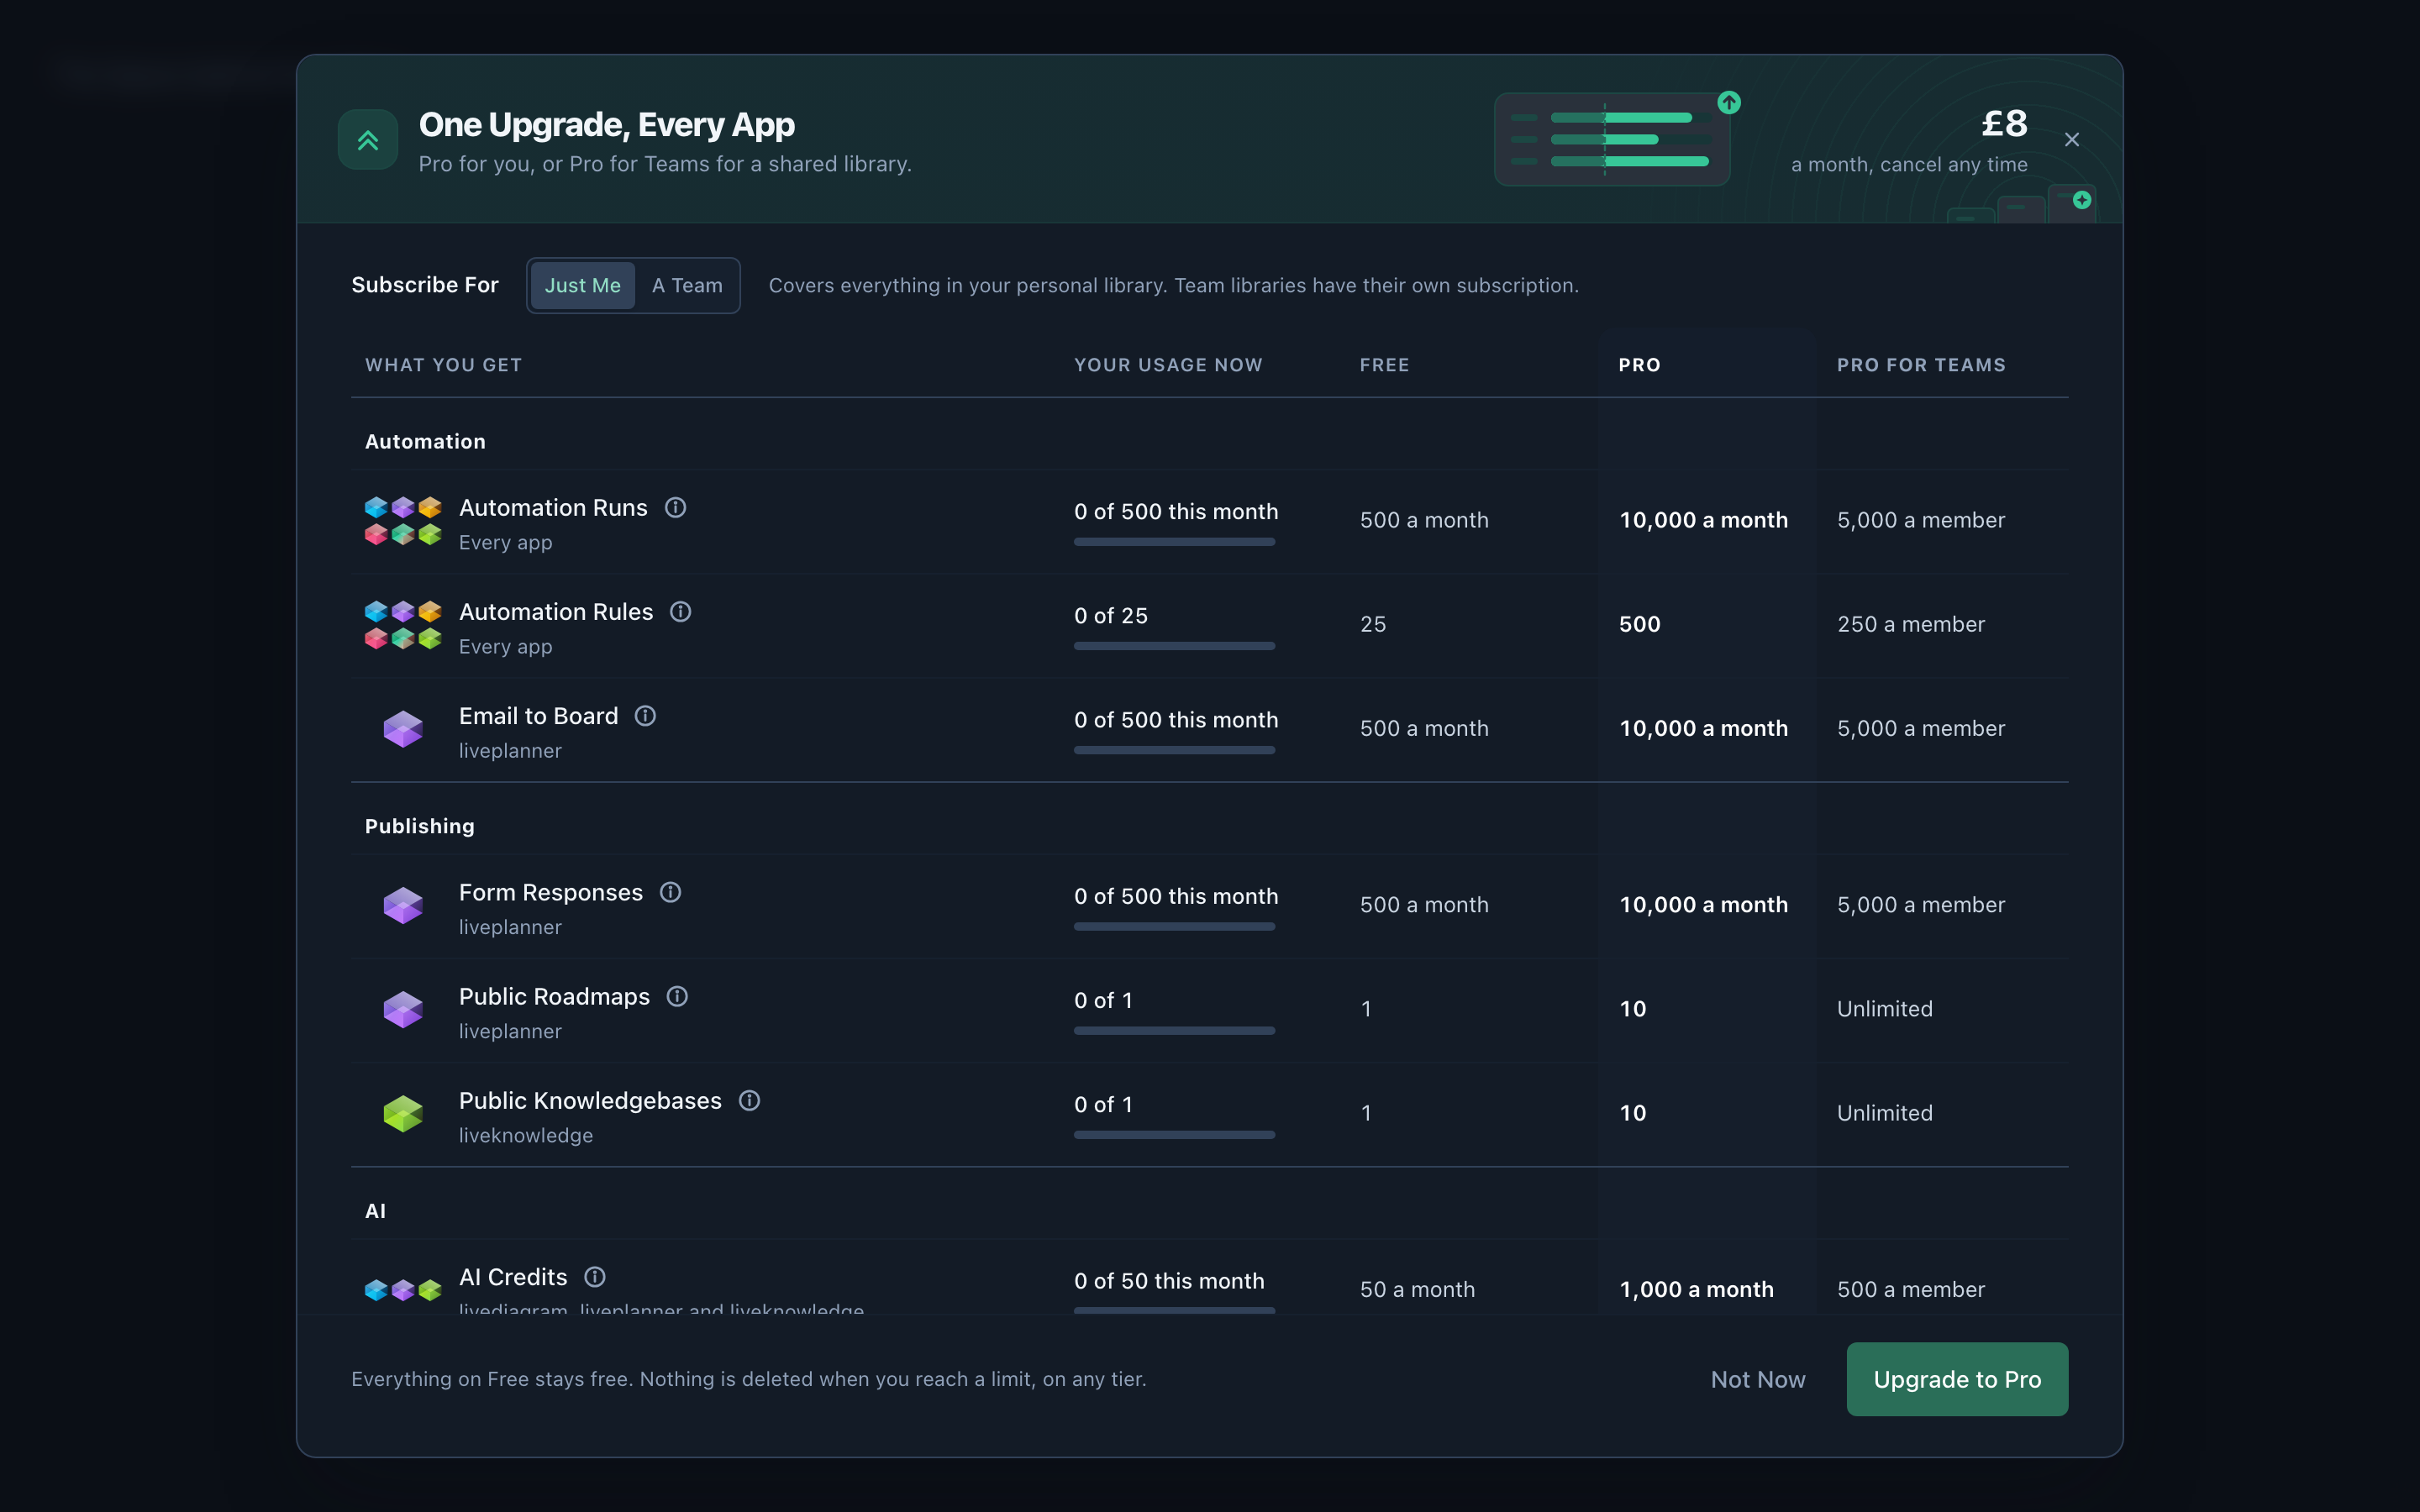 One Upgrade, Every App
Pro for you, or Pro for Teams for a shared library.
£8
a month, cancel any time
Subscribe For
Just Me
A Team
Covers everything in your personal library. Team libraries have their own subscription.
WHAT YOU GET
YOUR USAGE NOW
FREE
PRO
PRO FOR TEAMS
Automation
Automation Runs
Every app
0 of 500 this month
500 a month
10,000 a month
5,000 a member
Automation Rules
Every app
0 of 25
25
500
250 a member
Email to Board
liveplanner
0 of 500 this month
500 a month
10,000 a month
5,000 a member
Publishing
Form Responses
liveplanner
0 of 500 this month
500 a month
10,000 a month
5,000 a member
Public Roadmaps
liveplanner
0 of 1
1
10
Unlimited
Public Knowledgebases
liveknowledge
0 of 1
1
10
Unlimited
AI
AI Credits
livediagram, liveplanner and liveknowledge
0 of 50 this month
50 a month
1,000 a month
500 a member
Everything on Free stays free. Nothing is deleted when you reach a limit, on any tier.
Not Now
Upgrade to Pro